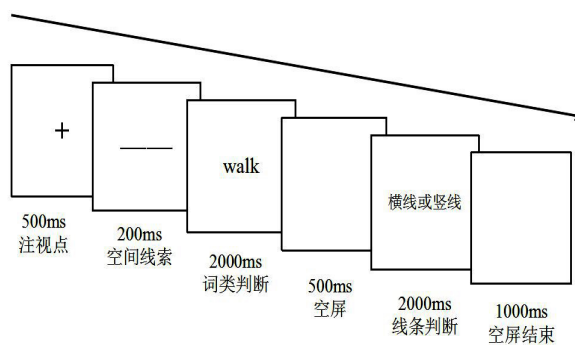 +
500ms
注视点
200ms
空间线索
walk
2000ms
词类判断
500ms
空屏
横线或竖线
2000ms
线条判断
1000ms
空屏结束